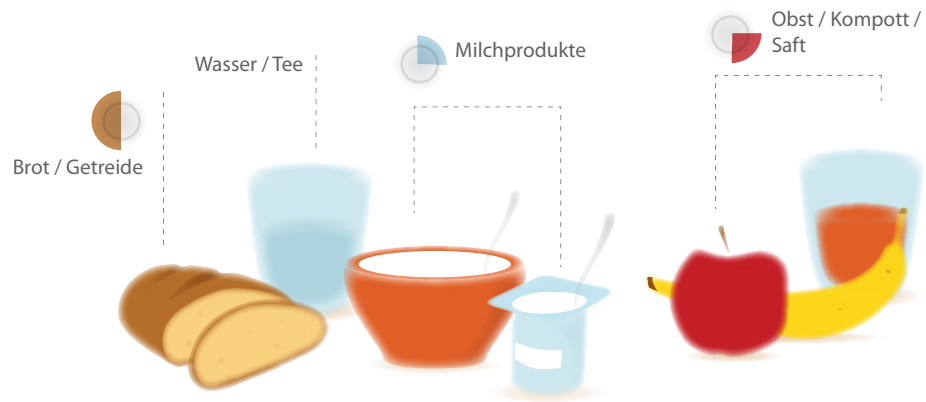 Brot / Getreide
Wasser / Tee
Milchprodukte
Obst / Kompott /
Saft